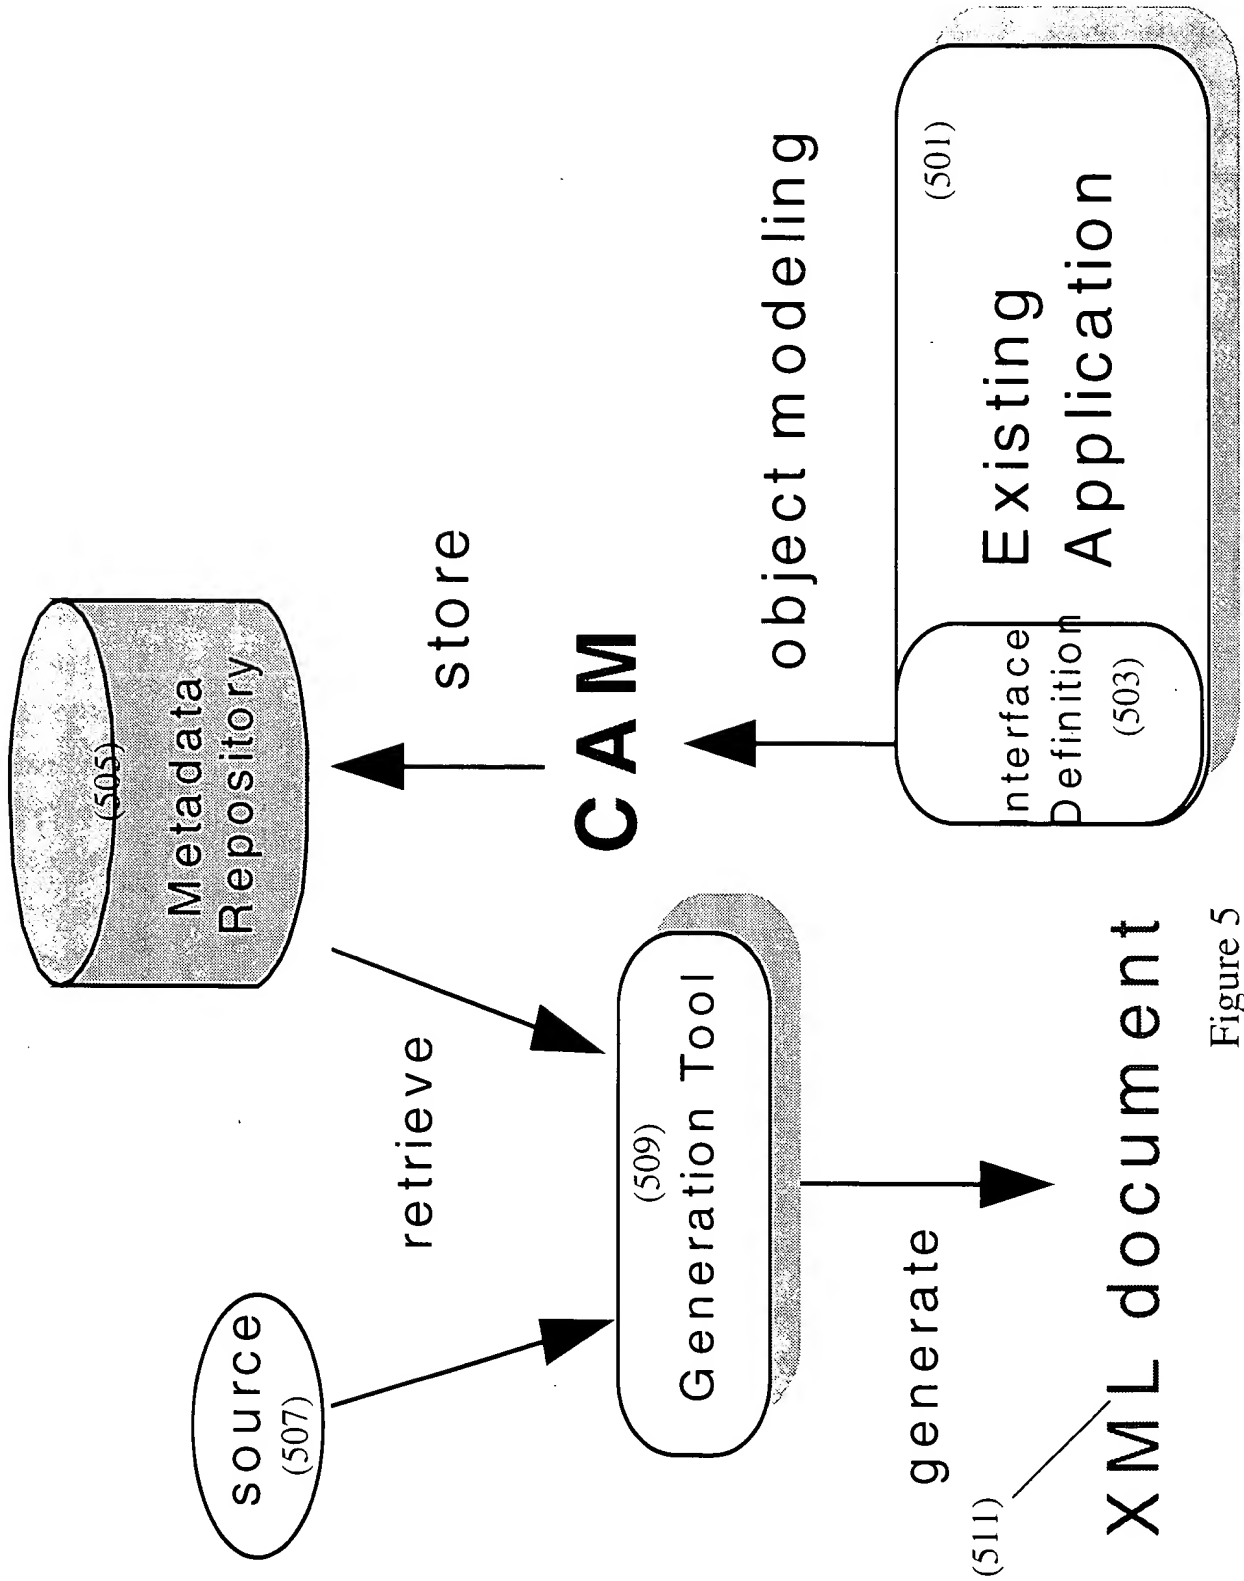 (505)
Metadata
Repository
source
(507)
retrieve
store
CAM
(509)
Generation Tool
object modeling
generate
(501)
(511)
Interface
Definition
(503)
Existing
Application
XML document
Figure 5